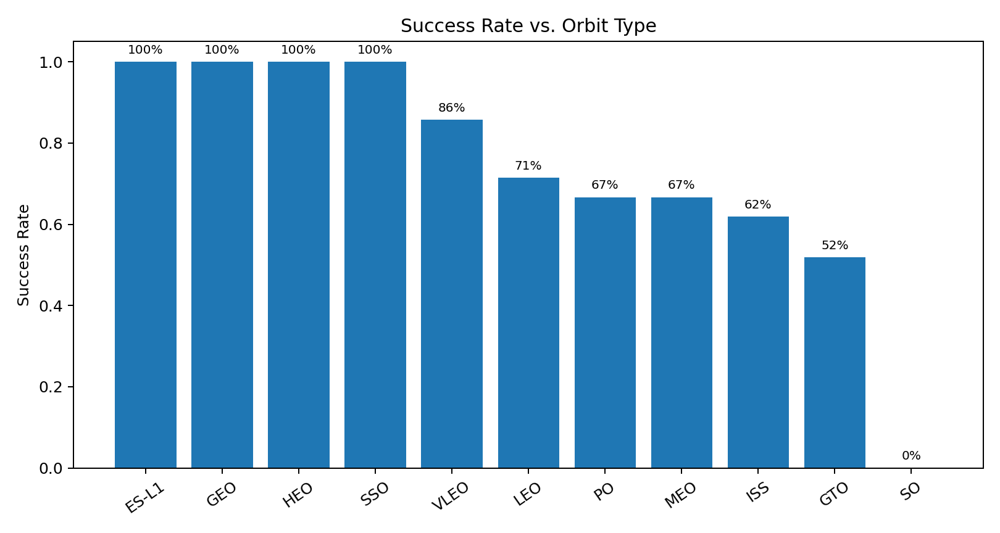 Success Rate vs. Orbit Type
Success Rate
1.0
0.8
0.6
0.4
0.2
0.0
100%
100%
100%
100%
86%
71%
67%
67%
62%
52%
0%
ES-L1
GEO
HEO
SSO
VLEO
LEO
PO
MEO
ISS
GTO
SO